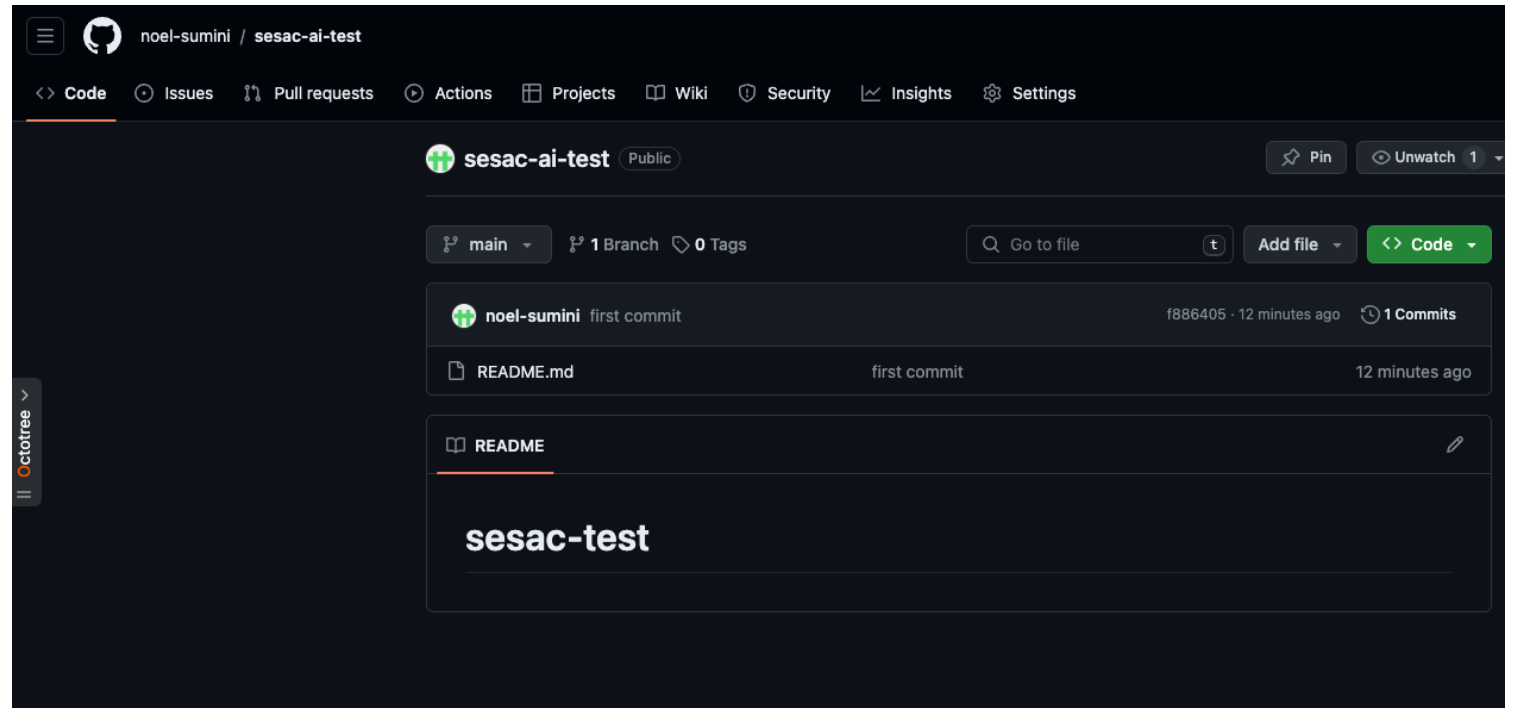 noel-sumini / sesac-ai-test
Code Issues Pull requests Actions Projects Wiki Security Insights Settings
sesac-ai-test Public Pin Unwatch 1
main 1 Branch 0 Tags Go to file t Add file Code
noel-sumini first commit f886405 · 12 minutes ago 1 Commits
README.md first commit 12 minutes ago
Octotree
README
sesac-test